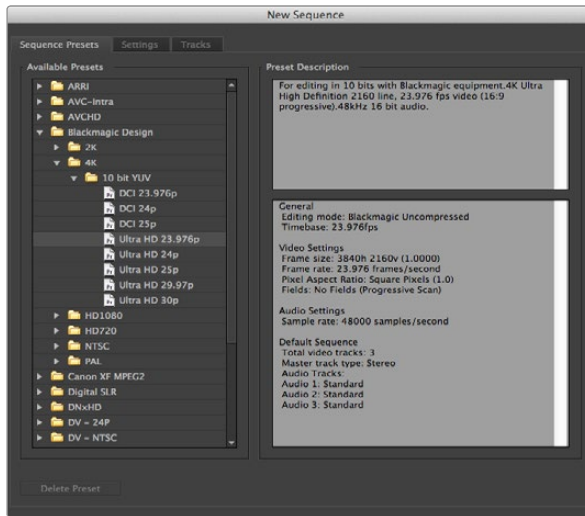 New Sequence
Sequence Presets
Settings
Tracks
Available Presets
ARRI
AVC-Intra
AVCHD
Blackmagic Design
2K
4K
10 bit YUV
DCI 23.976p
DCI 24p
DCI 25p
Ultra HD 23.976p
Ultra HD 24p
Ultra HD 25p
Ultra HD 29.97p
Ultra HD 30p
HD1080
HD720
NTSC
PAL
Canon XF MPEG2
Digital SLR
DNxHD
DV - 24P
DV - NTSC
Delete Preset
Preset Description
For editing in 10 bits with Blackmagic equipment.4K Ultra
High Definition 2160 line, 23.976 fps video (16:9
progressive).48kHz 16 bit audio.
General
Editing mode: Blackmagic Uncompressed
Timebase: 23.976fps
Video Settings
Frame size: 3840h 2160v (1.0000)
Frame rate: 23.976 frames/second
Pixel Aspect Ratio: Square Pixels (1.0)
Fields: No Fields (Progressive Scan)
Audio Settings
Sample rate: 48000 samples/second
Default Sequence
Total video tracks: 3
Master track type: Stereo
Audio Tracks:
Audio 1: Standard
Audio 2: Standard
Audio 3: Standard